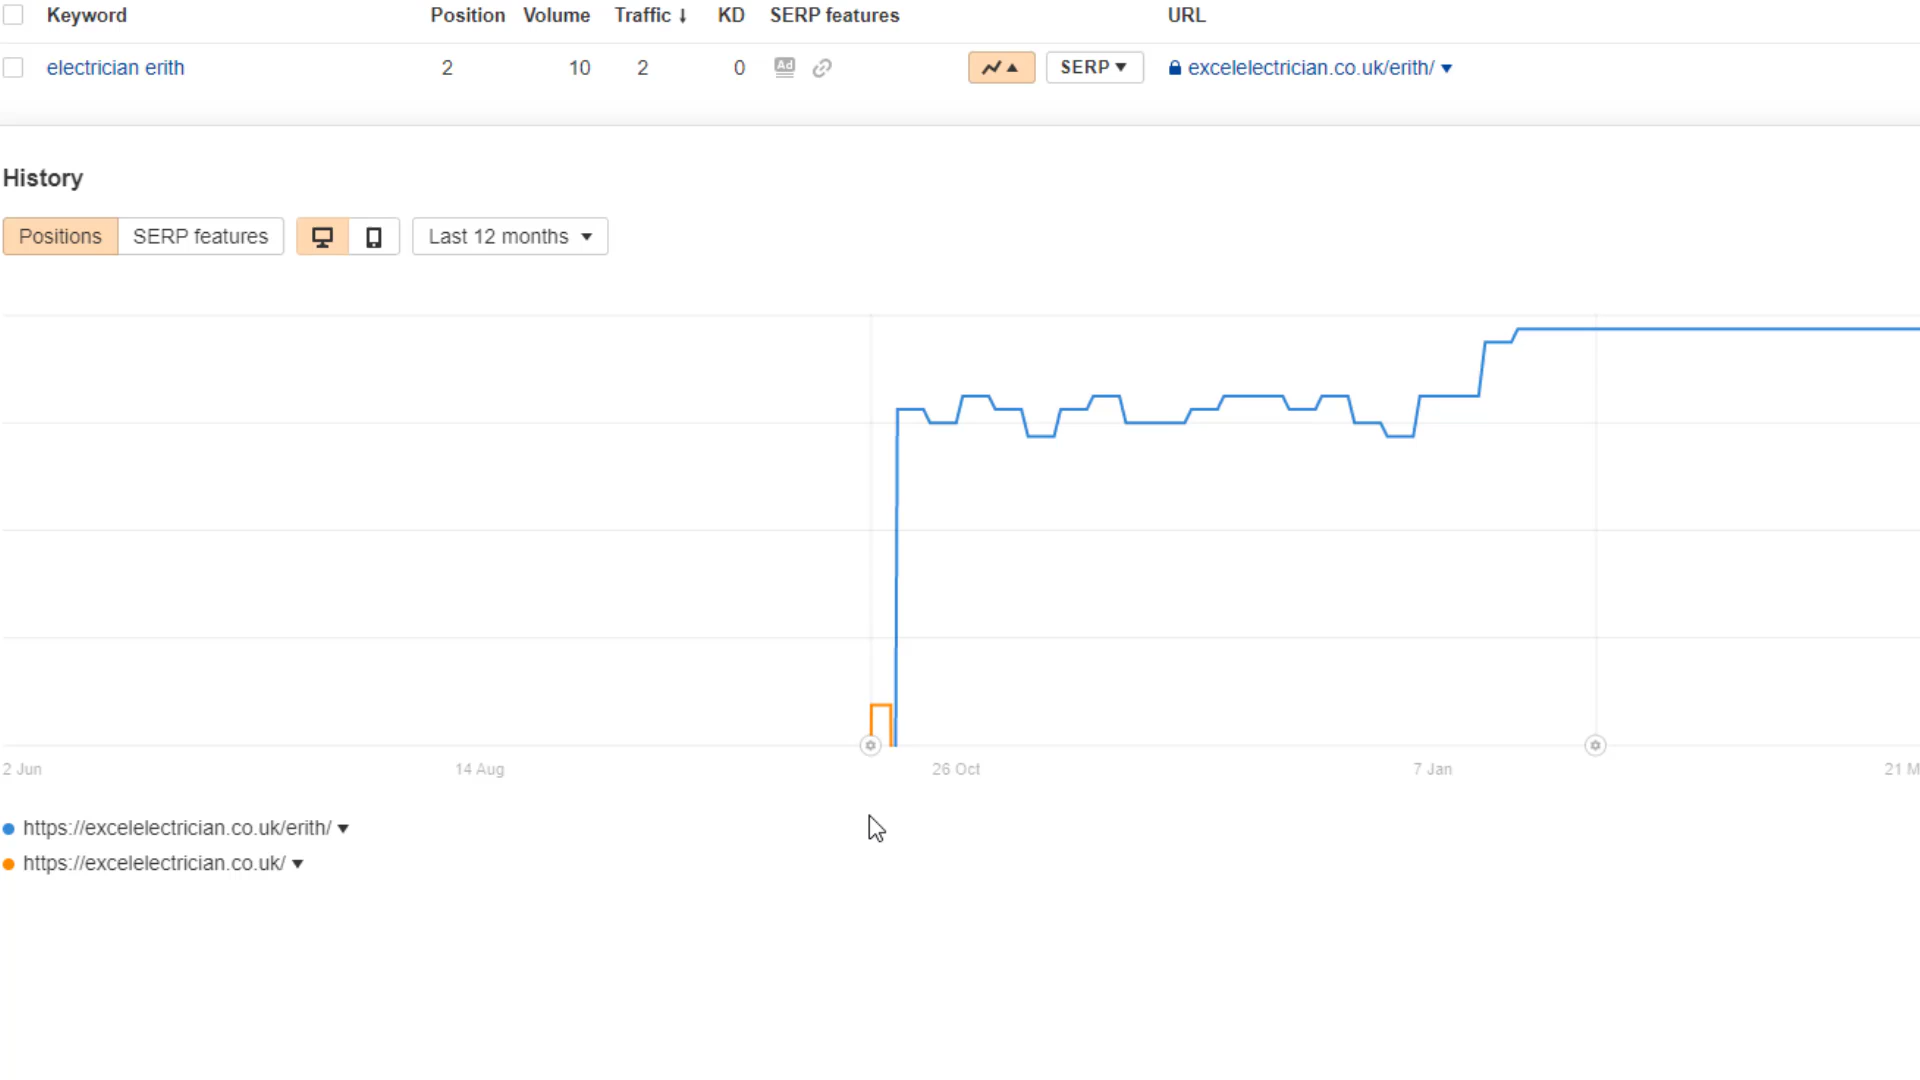 Keyword Position Volume Traffic ↓ KD SERP features URL
electrician erith 2 10 2 0 Ad SERP ▼ excelelectrician.co.uk/erith/ ▼
History
Positions SERP features Last 12 months ▼
2 Jun 14 Aug 26 Oct 7 Jan 21 M
https://excelelectrician.co.uk/erith/ ▼
https://excelelectrician.co.uk/ ▼